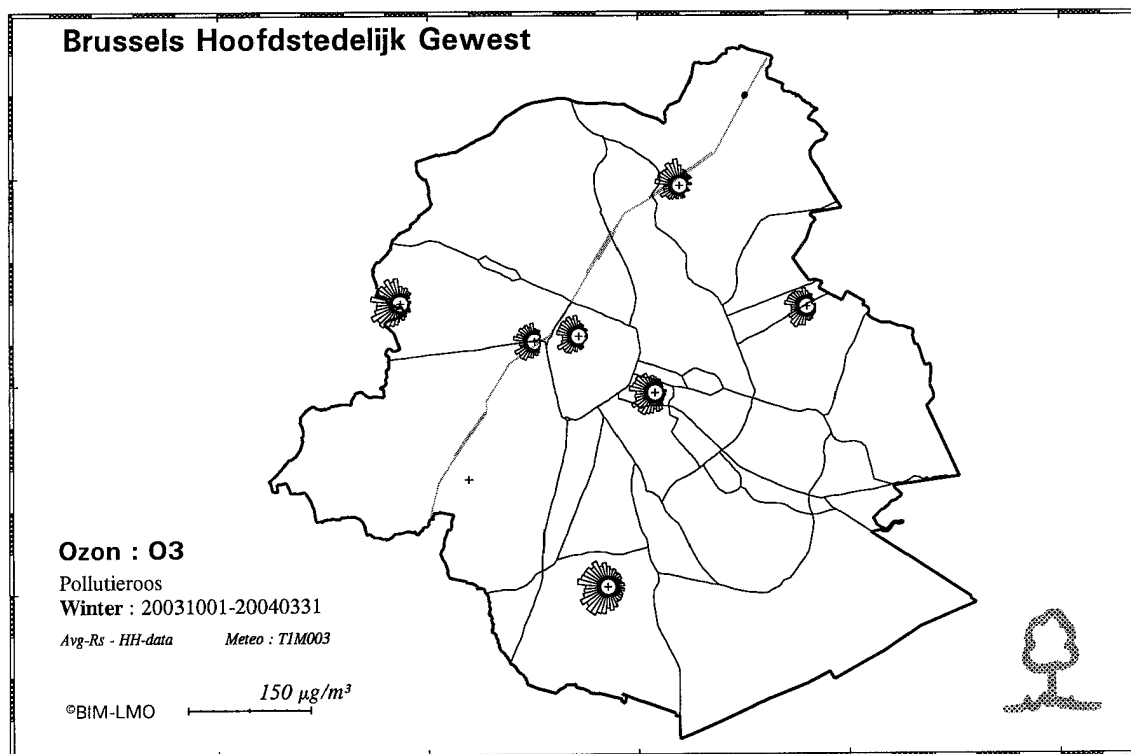 Brussels Hoofdstedelijk Gewest
Ozon : O3
Pollutieroos
Winter : 20031001-20040331
Avg-Rs - HH-data Meteo : T1M003
150 µg/m³
©BIM-LMO